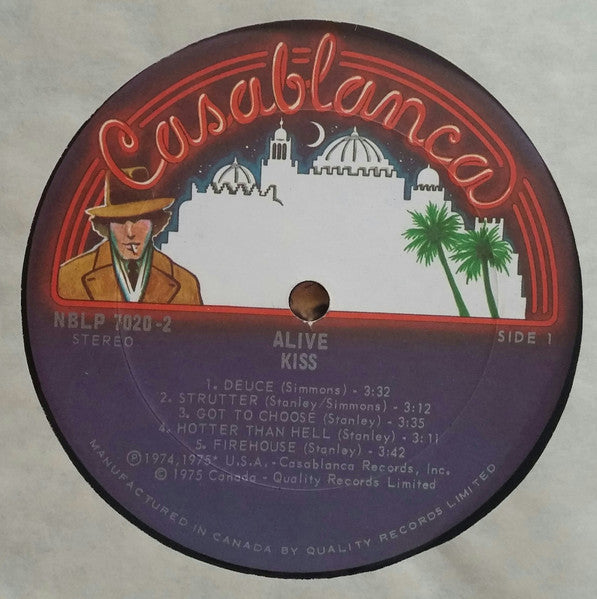 Casablanca
NBLP 7020-2
STEREO
ALIVE
KISS
SIDE 1
1. DEUCE (Simmons) - 3:32
2. STRUTTER (Stanley/Simmons) - 3:12
3. GOT TO CHOOSE (Stanley) - 3:35
4. HOTTER THAN HELL (Stanley) - 3:11
5. FIREHOUSE (Stanley) - 3:42
℗ 1974, 1975* U.S.A. - Casablanca Records, Inc.
© 1975 Canada - Quality Records Limited
MANUFACTURED IN CANADA BY QUALITY RECORDS LIMITED